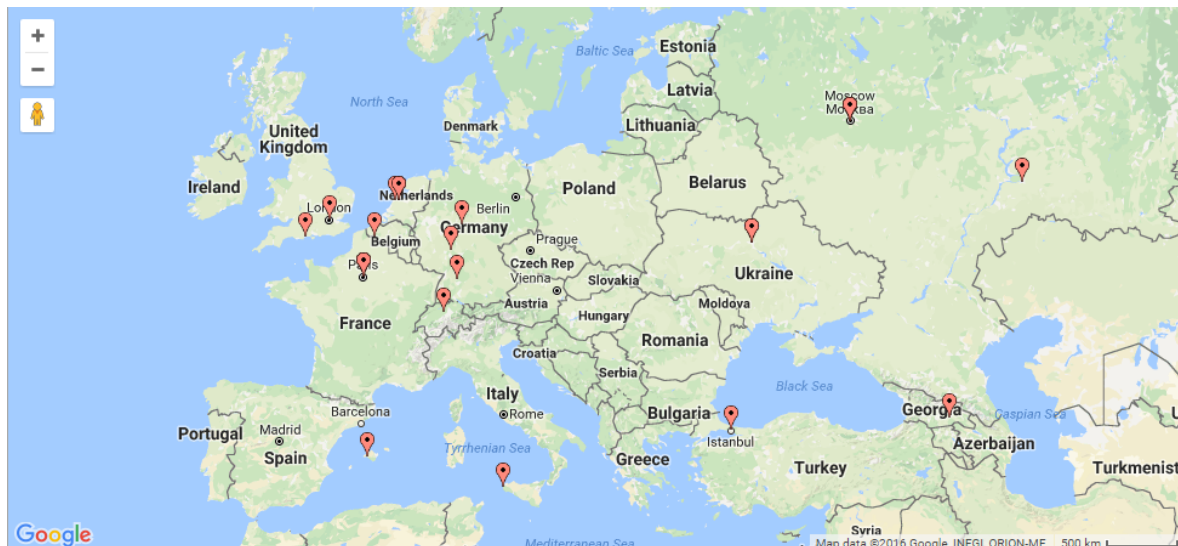 +
−
Estonia
Baltic Sea
Latvia
Moscow
Москва
North Sea
Denmark
Lithuania
United
Kingdom
Ireland
Belarus
Poland
Netherlands
Berlin
London
Germany
Belgium
Prague
Ukraine
Paris
Czech Rep
Slovakia
Vienna
Austria
Moldova
Hungary
France
Romania
Croatia
Serbia
Black Sea
Italy
Georgia
Caspian Sea
Barcelona
Rome
Bulgaria
Portugal
Madrid
Istanbul
Azerbaijan
Tyrrhenian Sea
Spain
Greece
Turkey
Turkmenist
Syria
Google
Mediterranean Sea
Map data ©2016 Google, INEGI, ORION-ME
500 km